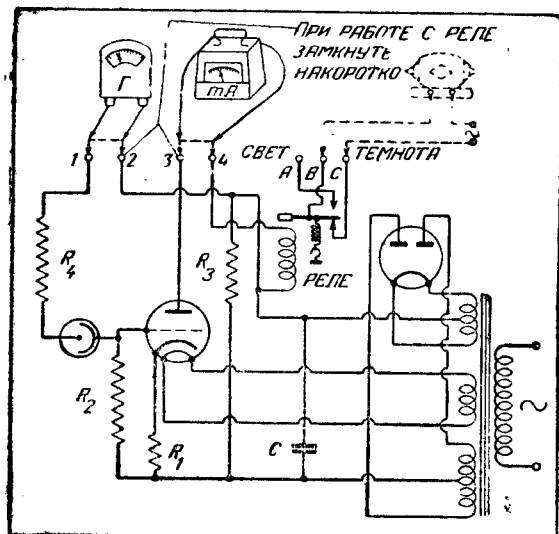 ПРИ РАБОТЕ С РЕЛЕ
ЗАМКНУТЬ
НАКОРОТКО
Г
mA
1 2 3 4
СВЕТ
ТЕМНОТА
A B C
R4
R3
РЕЛЕ
R2
R1
C